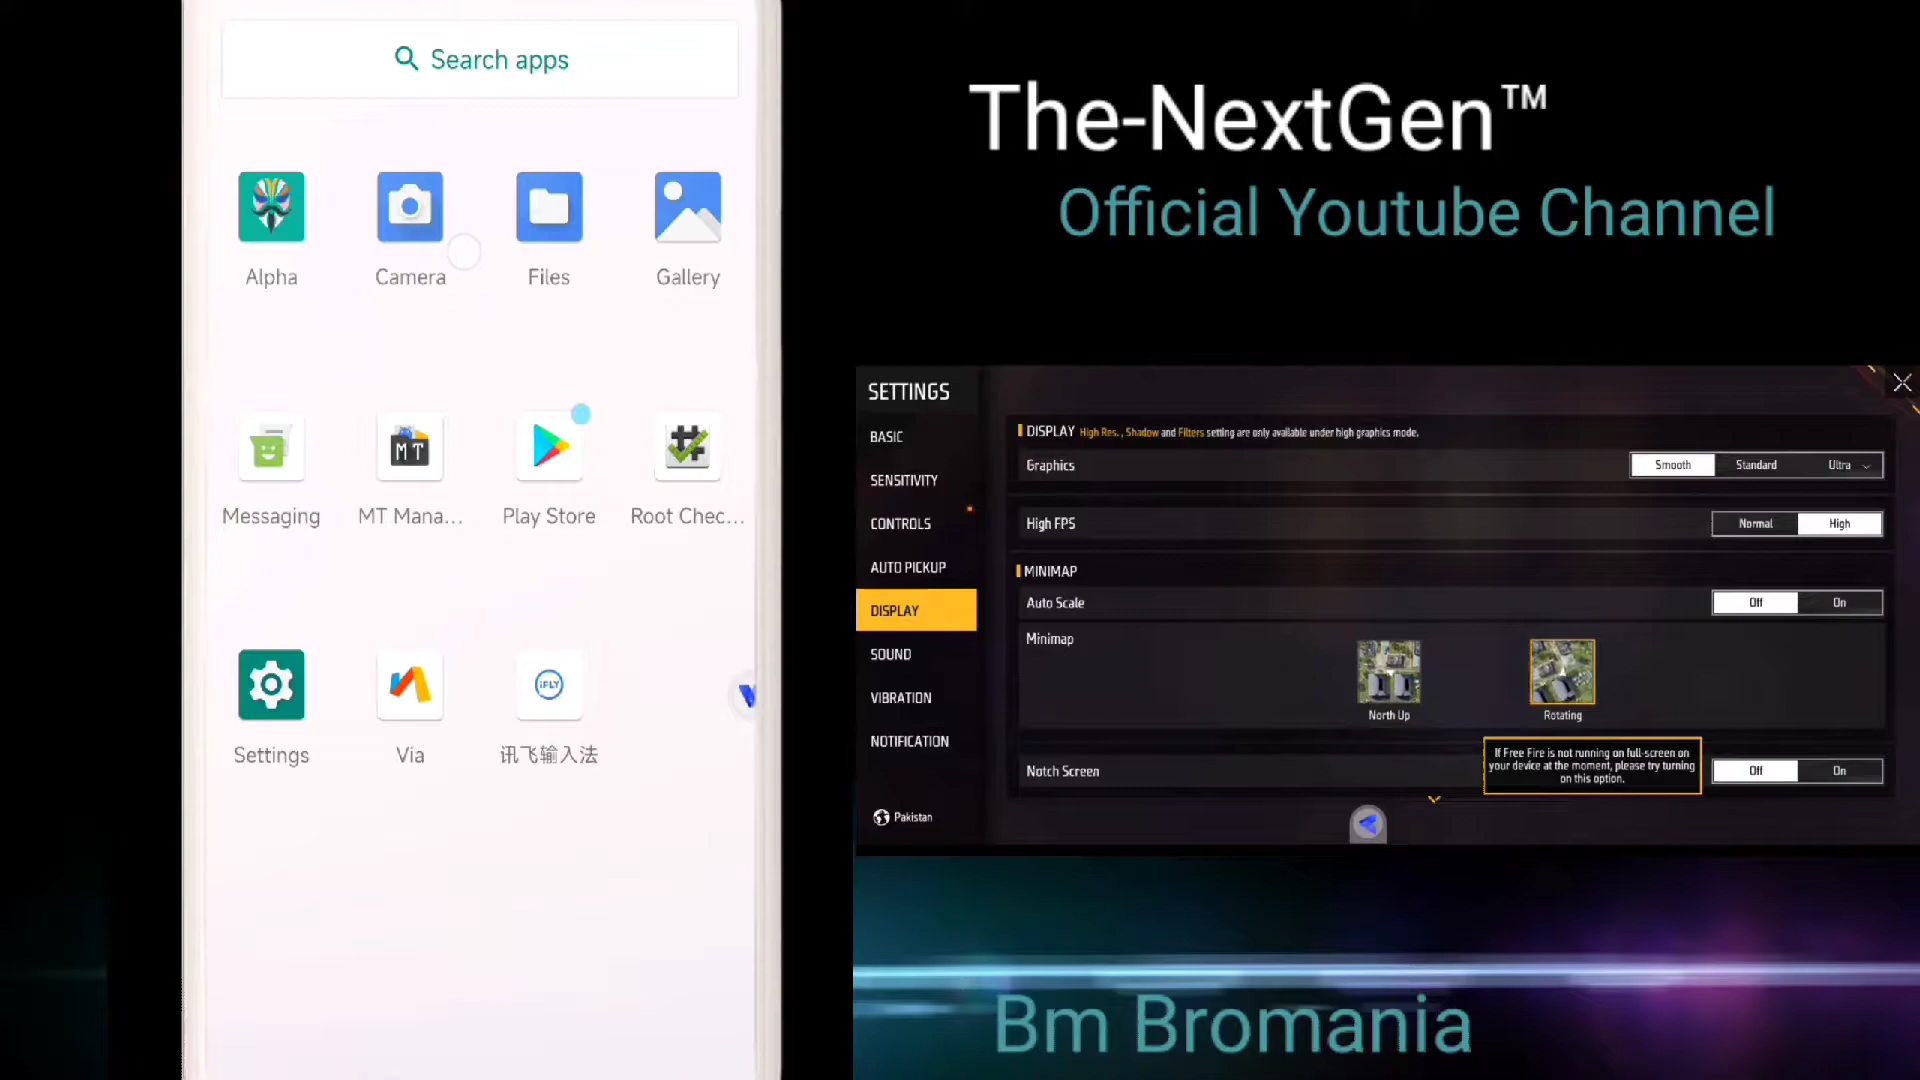 Search apps
Alpha
Camera
Files
Gallery
MT
Messaging
MT Mana...
Play Store
Root Chec...
iFLY
Settings
Via
讯飞输入法
The-NextGen™
Official Youtube Channel
SETTINGS
BASIC
SENSITIVITY
CONTROLS
AUTO PICKUP
DISPLAY
SOUND
VIBRATION
NOTIFICATION
Pakistan
DISPLAY High Res., Shadow and Filters setting are only available under high graphics mode.
Graphics Smooth Standard Ultra
High FPS Normal High
MINIMAP
Auto Scale Off On
Minimap
North Up Rotating
Notch Screen
If Free Fire is not running on full-screen on
your device at the moment, please try turning
on this option.
Off On
Bm Bromania